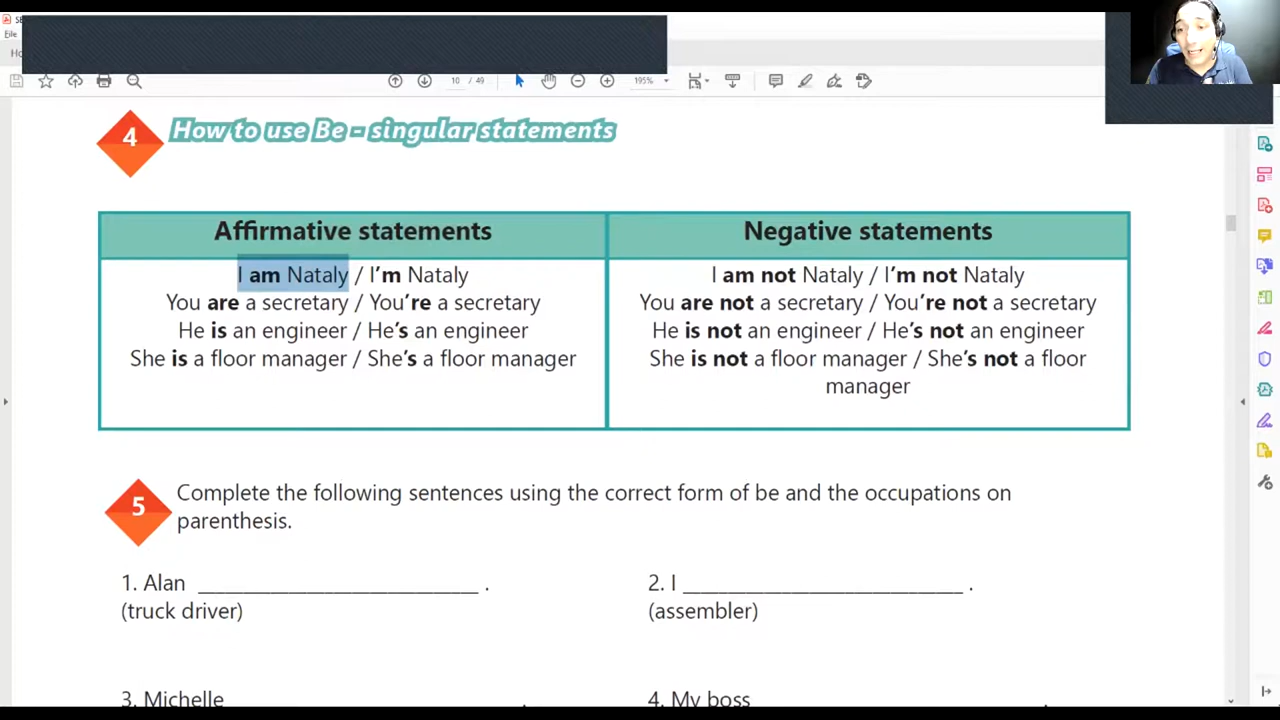 File
10 / 49
195%
4
How to use Be - singular statements
Affirmative statements
I am Nataly / I'm Nataly
You are a secretary / You're a secretary
He is an engineer / He's an engineer
She is a floor manager / She's a floor manager
Negative statements
I am not Nataly / I'm not Nataly
You are not a secretary / You're not a secretary
He is not an engineer / He's not an engineer
She is not a floor manager / She's not a floor
manager
5
Complete the following sentences using the correct form of be and the occupations on
parenthesis.
1. Alan ____________________________ .
(truck driver)
2. I ____________________________ .
(assembler)
3. Michelle
4. My boss